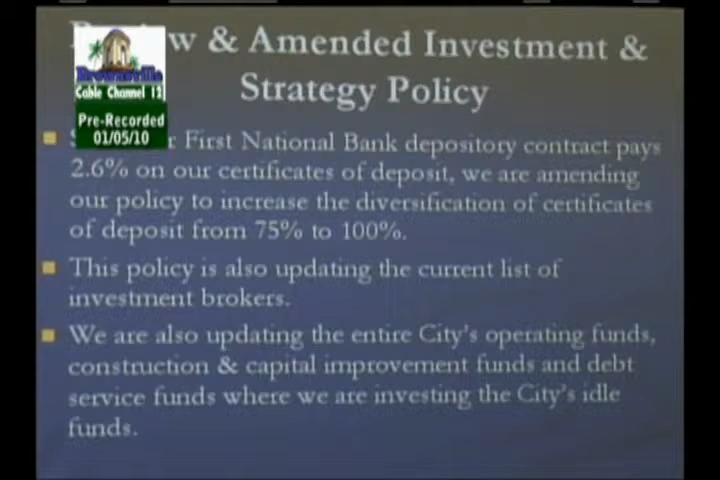 w & Amended Investment &
Strategy Policy
Brownsville
Cable Channel 12
Pre-Recorded
01/05/10
r First National Bank depository contract pays
2.6% on our certificates of deposit, we are amending
our policy to increase the diversification of certificates
of deposit from 75% to 100%.
This policy is also updating the current list of
investment brokers.
We are also updating the entire City's operating funds,
construction & capital improvement funds and debt
service funds where we are investing the City's idle
funds.